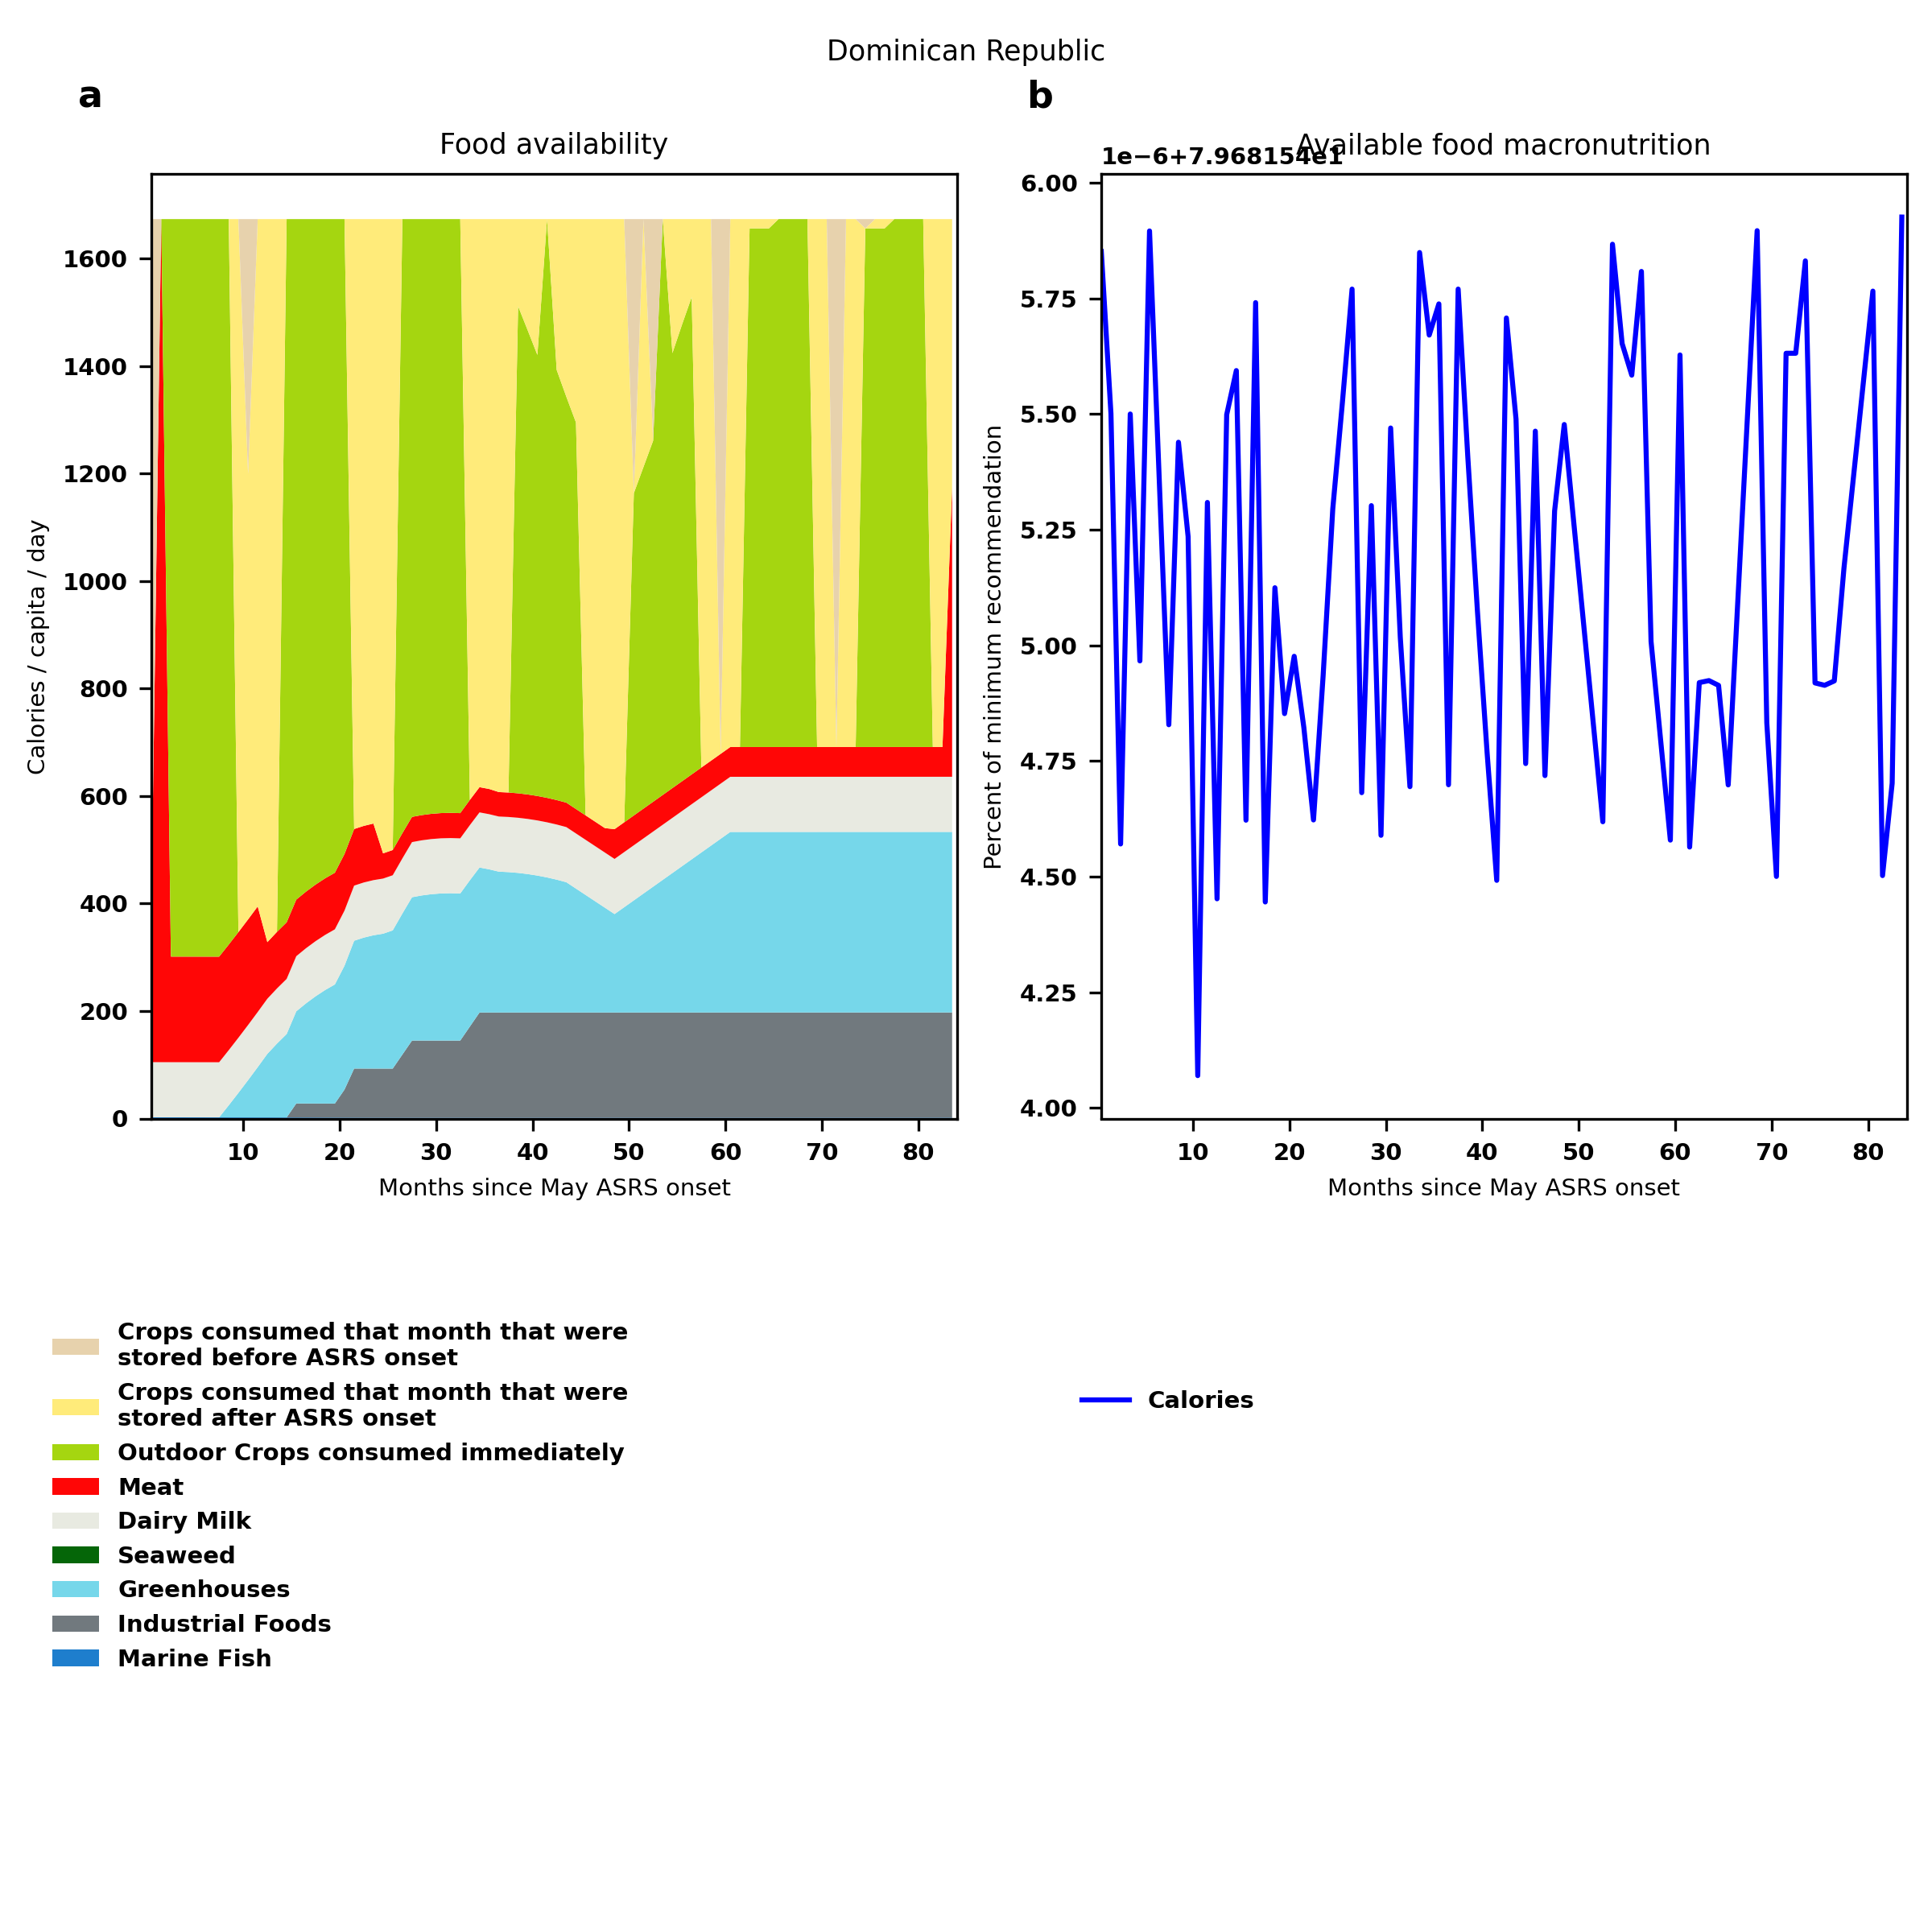 Dominican Republic
a
Food availability
Calories / capita / day
1600
1400
1200
1000
800
600
400
200
0
10 20 30 40 50 60 70 80
Months since May ASRS onset
b
Available food macronutrition
1e−6+7.968154e1
Percent of minimum recommendation
6.00
5.75
5.50
5.25
5.00
4.75
4.50
4.25
4.00
10 20 30 40 50 60 70 80
Months since May ASRS onset
Crops consumed that month that were
stored before ASRS onset
Crops consumed that month that were
stored after ASRS onset
Outdoor Crops consumed immediately
Meat
Dairy Milk
Seaweed
Greenhouses
Industrial Foods
Marine Fish
Calories